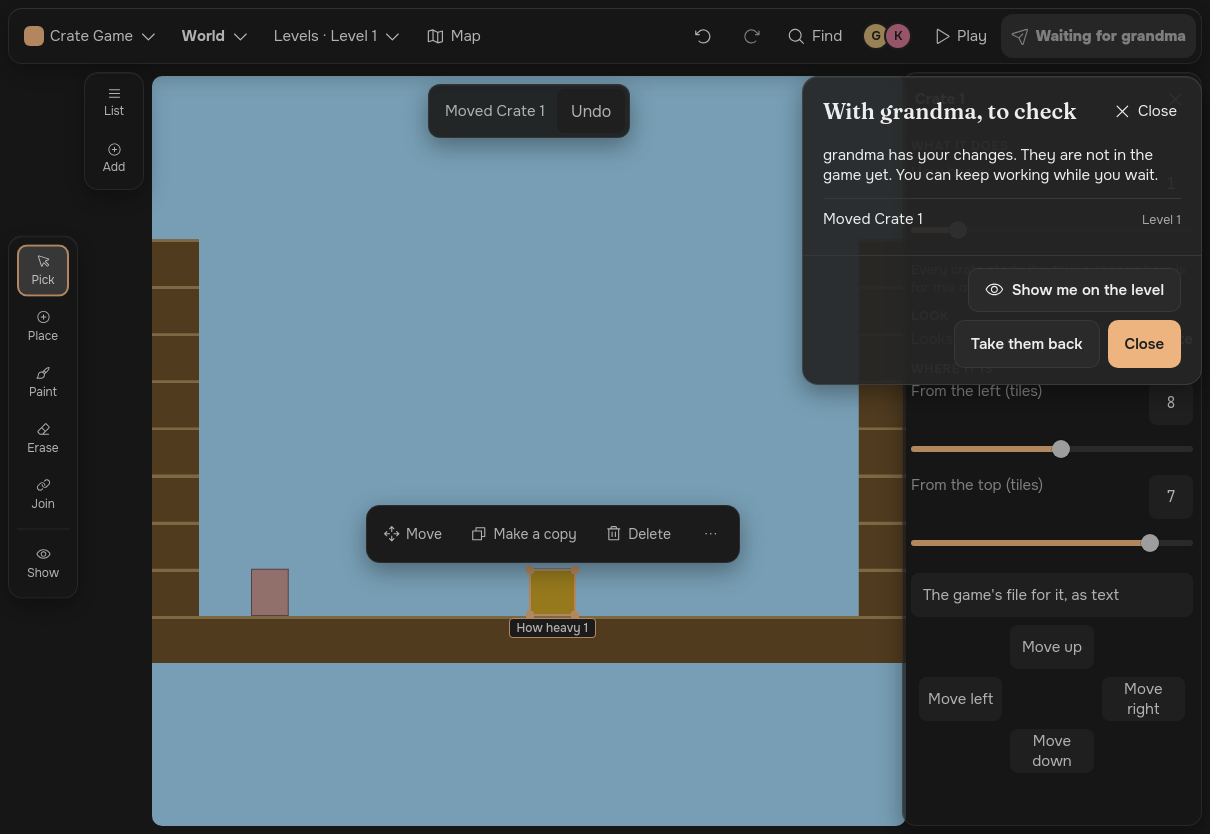 Crate Game
World
Levels · Level 1
Map
Find
G
K
Play
Waiting for grandma
List
Add
Moved Crate 1
Undo
With grandma, to check
Close
grandma has your changes. They are not in the
game yet. You can keep working while you wait.
Moved Crate 1
Level 1
Show me on the level
Take them back
Close
Pick
Place
Paint
Erase
Join
Show
Move
Make a copy
Delete
How heavy 1
Crate 1
LOOK
From the left (tiles)
8
From the top (tiles)
7
The game's file for it, as text
Move up
Move left
Move
right
Move
down